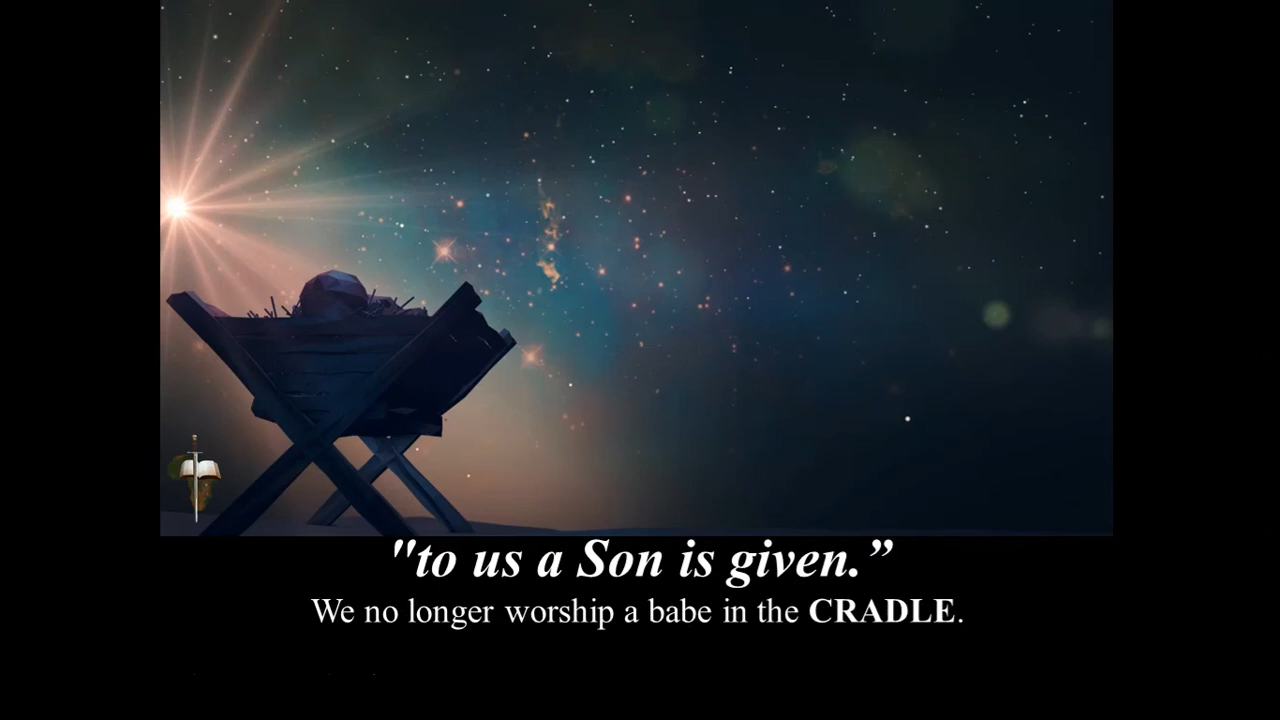 "to us a Son is given.”
We no longer worship a babe in the CRADLE.